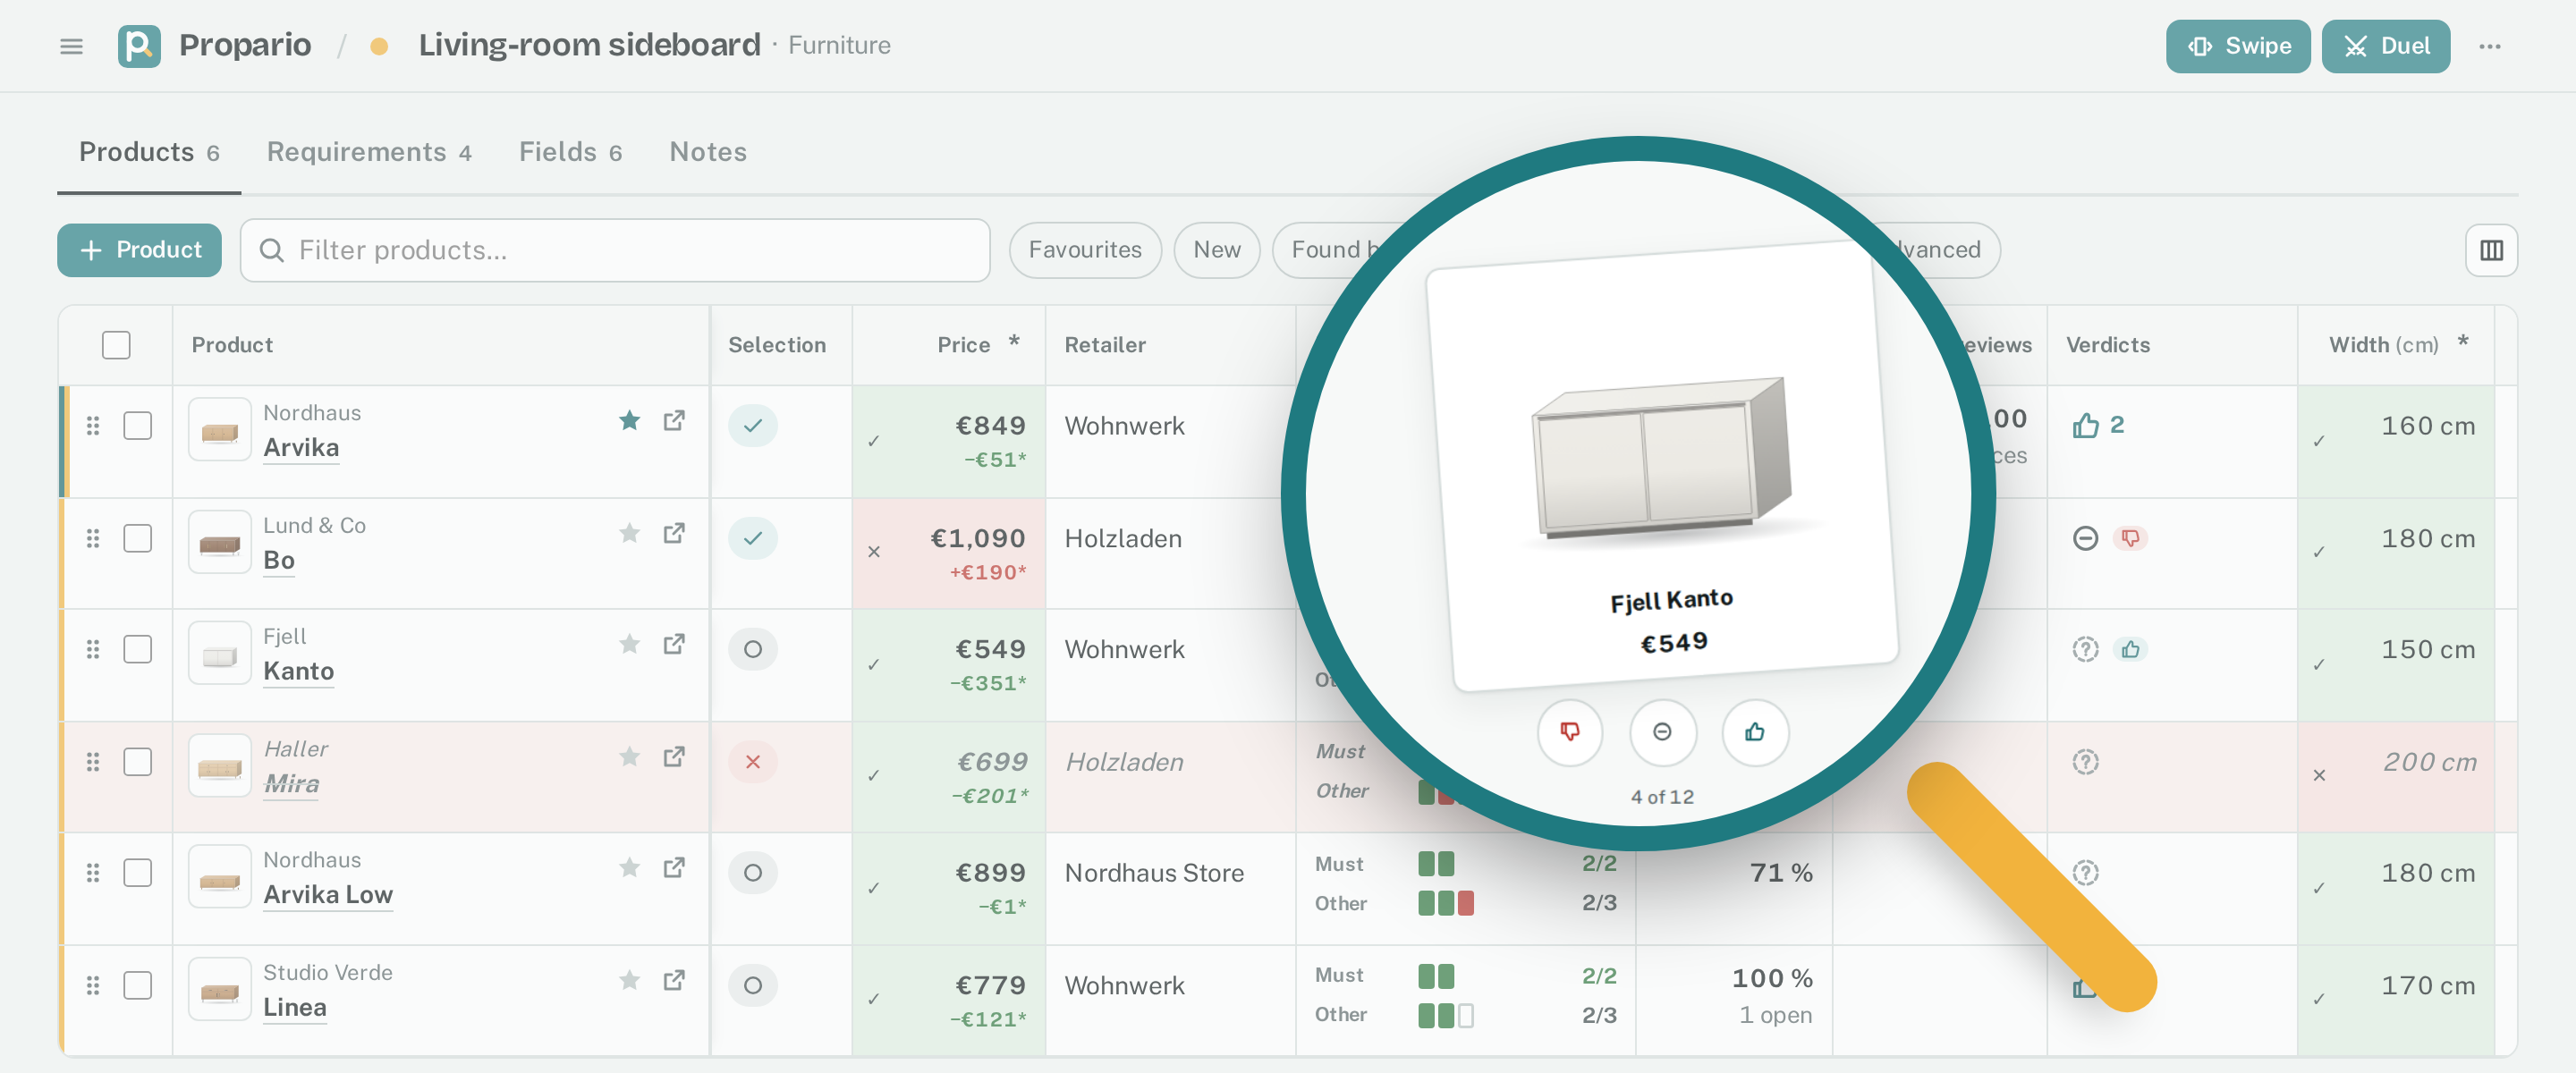 Propario / Living-room sideboard · Furniture
Swipe
Duel
Products 6
Requirements 4
Fields 6
Notes
Product
Filter products...
Favourites
New
Found
Product
Selection
Price *
Retailer
Verdicts
Width (cm) *
Nordhaus
Arvika
€849
−€51*
Wohnwerk
2
160 cm
Lund & Co
Bo
€1,090
+€190*
Holzladen
180 cm
Fjell
Kanto
€549
−€351*
Wohnwerk
150 cm
Fjell Kanto
€549
4 of 12
Haller
Mira
€699
−€201*
Holzladen
Must
Other
200 cm
Nordhaus
Arvika Low
€899
−€1*
Nordhaus Store
Must 2/2
Other 2/3
71 %
180 cm
Studio Verde
Linea
€779
−€121*
Wohnwerk
Must 2/2
Other 2/3
100 %
1 open
170 cm